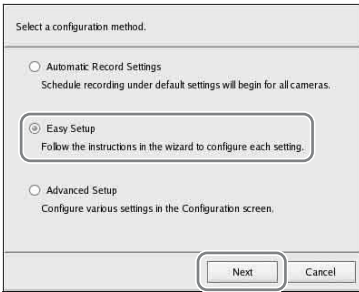 Select a configuration method.
Automatic Record Settings
Schedule recording under default settings will begin for all cameras.
Easy Setup
Follow the instructions in the wizard to configure each setting.
Advanced Setup
Configure various settings in the Configuration screen.
Next Cancel